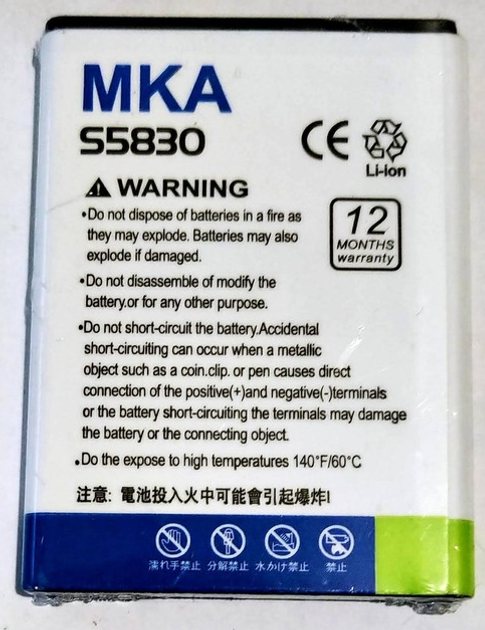 MKA
S5830
CE
Li-ion
WARNING
12
MONTHS
warranty
•Do not dispose of batteries in a fire as
they may explode. Batteries may also
explode if damaged.
•Do not disassemble of modify the
battery.or for any other purpose.
•Do not short-circuit the battery.Accidental
short-circuiting can occur when a metallic
object such as a coin.clip. or pen causes direct
connection of the positive(+)and negative(-)terminals
or the battery short-circuiting the terminals may damage
the battery or the connecting object.
•Do the expose to high temperatures 140°F/60°C
注意: 電池投入火中可能會引起爆炸!
濡れ手禁止 分解禁止 水かけ禁止 禁止